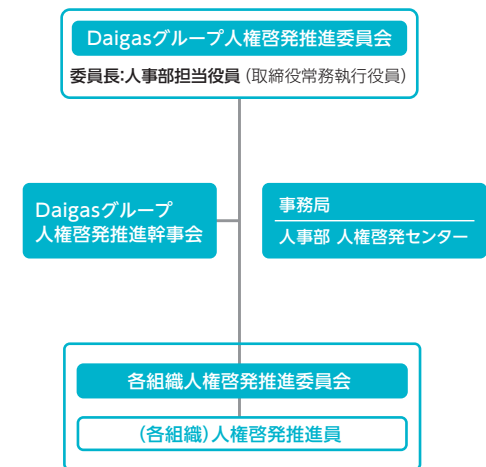 Daigasグループ人権啓発推進委員会
委員長:人事部担当役員(取締役常務執行役員)
Daigasグループ
人権啓発推進幹事会
事務局
人事部 人権啓発センター
各組織人権啓発推進委員会
(各組織)人権啓発推進員